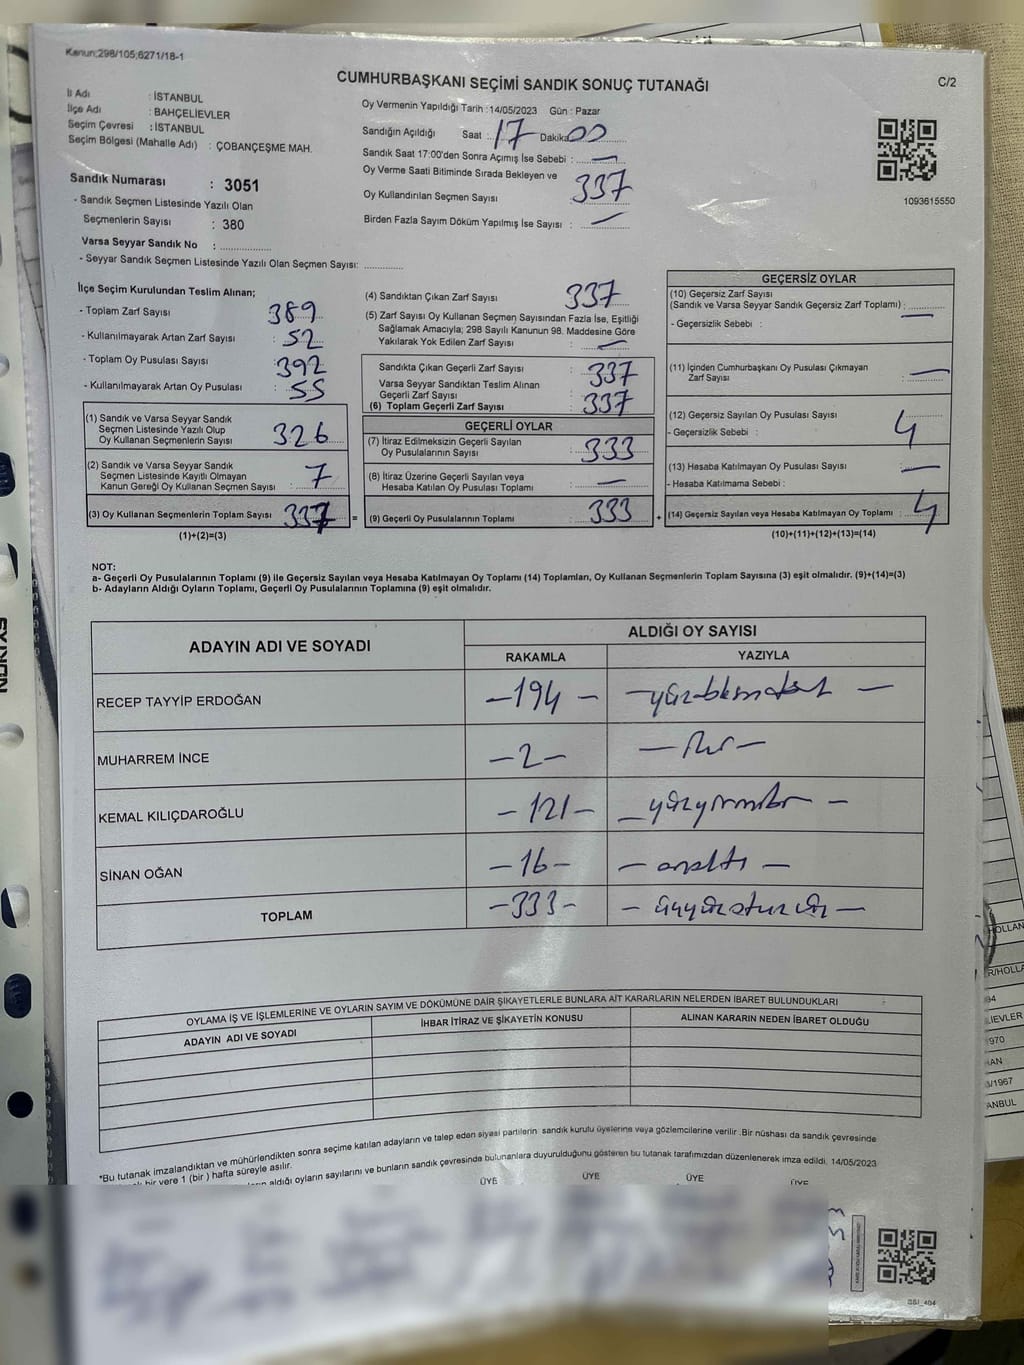 Kanun;298/105;6271/18-1
CUMHURBAŞKANI SEÇİMİ SANDIK SONUÇ TUTANAĞI
C/2
İl Adı : İSTANBUL
İlçe Adı : BAHÇELİEVLER
Seçim Çevresi : İSTANBUL
Seçim Bölgesi (Mahalle Adı) : ÇOBANÇEŞME MAH.
Sandık Numarası : 3051
- Sandık Seçmen Listesinde Yazılı Olan
Seçmenlerin Sayısı : 380
Varsa Seyyar Sandık No : ..............
- Seyyar Sandık Seçmen Listesinde Yazılı Olan Seçmen Sayısı: ............
Oy Vermenin Yapıldığı Tarih :14/05/2023 Gün : Pazar
Sandığın Açıldığı Saat : 17 Dakika 00
Sandık Saat 17:00'den Sonra Açımış İse Sebebi : —
Oy Verme Saati Bitiminde Sırada Bekleyen ve
Oy Kullandırılan Seçmen Sayısı : 337
Birden Fazla Sayım Döküm Yapılmış İse Sayısı : —
1093615550
İlçe Seçim Kurulundan Teslim Alınan;
- Toplam Zarf Sayısı : 389
- Kullanılmayarak Artan Zarf Sayısı : 52
- Toplam Oy Pusulası Sayısı : 392
- Kullanılmayarak Artan Oy Pusulası : 55
(1) Sandık ve Varsa Seyyar Sandık
Seçmen Listesinde Yazılı Olup
Oy Kullanan Seçmenlerin Sayısı : 326
(2) Sandık ve Varsa Seyyar Sandık
Seçmen Listesinde Kayıtlı Olmayan
Kanun Gereği Oy Kullanan Seçmen Sayısı : 7
(3) Oy Kullanan Seçmenlerin Toplam Sayısı : 337 =
(1)+(2)=(3)
(4) Sandıktan Çıkan Zarf Sayısı : 337
(5) Zarf Sayısı Oy Kullanan Seçmen Sayısından Fazla İse, Eşitliği
Sağlamak Amacıyla; 298 Sayılı Kanunun 98. Maddesine Göre
Yakılarak Yok Edilen Zarf Sayısı : —
Sandıkta Çıkan Geçerli Zarf Sayısı : 337
Varsa Seyyar Sandıktan Teslim Alınan
Geçerli Zarf Sayısı :
(6) Toplam Geçerli Zarf Sayısı : 337
GEÇERLİ OYLAR
(7) İtiraz Edilmeksizin Geçerli Sayılan
Oy Pusulalarının Sayısı : 333
(8) İtiraz Üzerine Geçerli Sayılan veya
Hesaba Katılan Oy Pusulası Toplamı : —
(9) Geçerli Oy Pusulalarının Toplamı : 333 +
GEÇERSİZ OYLAR
(10) Geçersiz Zarf Sayısı
(Sandık ve Varsa Seyyar Sandık Geçersiz Zarf Toplamı) : —
- Geçersizlik Sebebi :
(11) İçinden Cumhurbaşkanı Oy Pusulası Çıkmayan
Zarf Sayısı : —
(12) Geçersiz Sayılan Oy Pusulası Sayısı : 4
- Geçersizlik Sebebi :
(13) Hesaba Katılmayan Oy Pusulası Sayısı : —
- Hesaba Katılmama Sebebi :
(14) Geçersiz Sayılan veya Hesaba Katılmayan Oy Toplamı : 4
(10)+(11)+(12)+(13)=(14)
NOT:
a- Geçerli Oy Pusulalarının Toplamı (9) ile Geçersiz Sayılan veya Hesaba Katılmayan Oy Toplamı (14) Toplamları, Oy Kullanan Seçmenlerin Toplam Sayısına (3) eşit olmalıdır. (9)+(14)=(3)
b- Adayların Aldığı Oyların Toplamı, Geçerli Oy Pusulalarının Toplamına (9) eşit olmalıdır.
ADAYIN ADI VE SOYADI
ALDIĞI OY SAYISI
RAKAMLA YAZIYLA
RECEP TAYYİP ERDOĞAN -194- -yüzdoksandört-
MUHARREM İNCE -2- -iki-
KEMAL KILIÇDAROĞLU -121- -yüzyirmibir-
SİNAN OĞAN -16- -onaltı-
TOPLAM -333- -üçyüzotuzüç-
OYLAMA İŞ VE İŞLEMLERİNE VE OYLARIN SAYIM VE DÖKÜMÜNE DAİR ŞİKAYETLERLE BUNLARA AİT KARARLARIN NELERDEN İBARET BULUNDUKLARI
ADAYIN ADI VE SOYADI İHBAR İTİRAZ VE ŞİKAYETİN KONUSU ALINAN KARARIN NEDEN İBARET OLDUĞU
*Bu tutanak imzalandıktan ve mühürlendikten sonra seçime katılan adayların ve talep eden siyasi partilerin sandık kurulu üyelerine veya gözlemcilerine verilir. Bir nüshası da sandık çevresinde
bir yere 1 (bir ) hafta süreyle asılır.
aldığı oyların sayılarını ve bunların sandık çevresinde bulunanlara duyurulduğunu gösteren bu tutanak tarafımızdan düzenlenerek imza edildi. 14/05/2023
ÜYE ÜYE ÜYE ÜYE
HOLLAN
R/HOLLA
LİEVLER
970
/1967
ANBUL